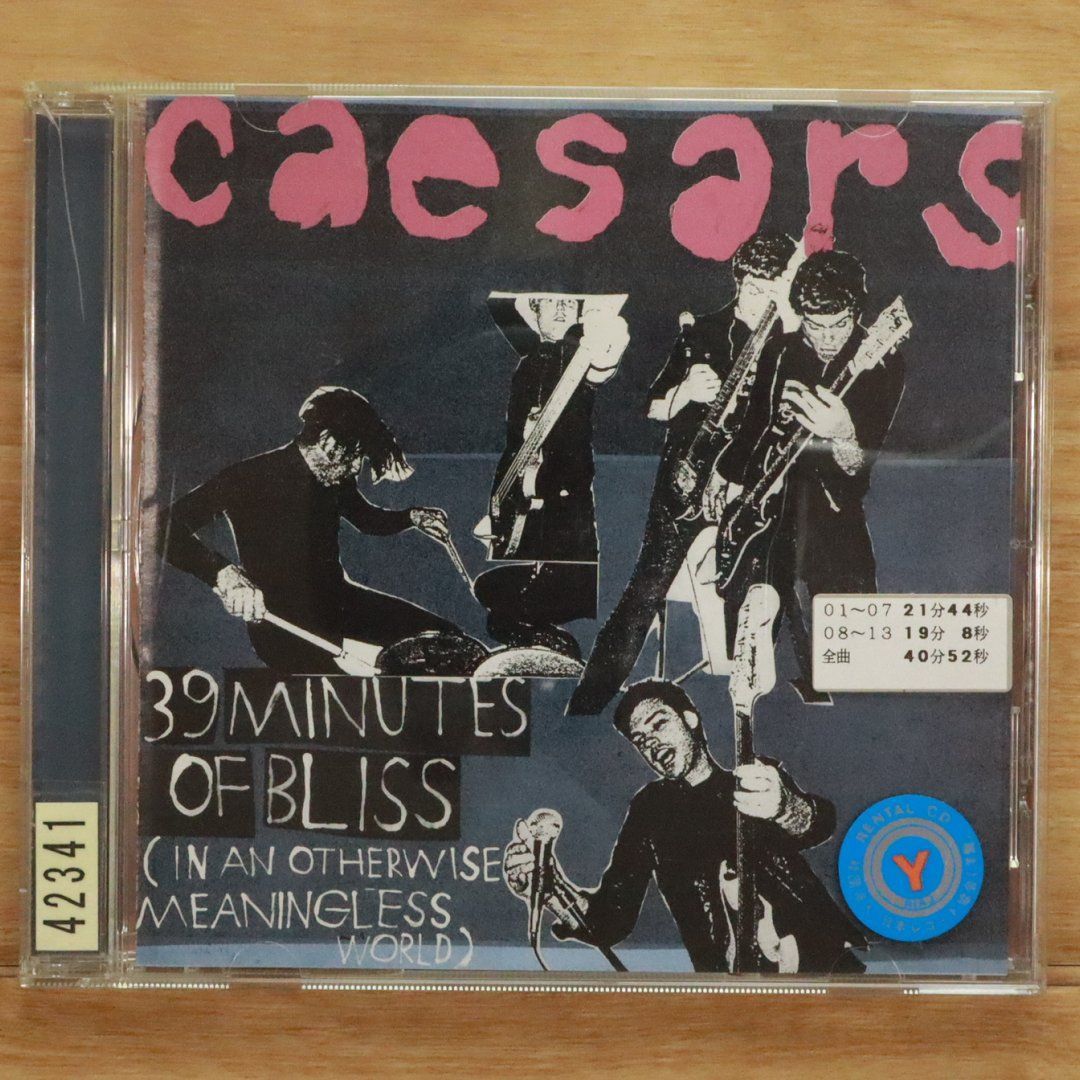 caesars
01〜07 21分44秒
08〜13 19分 8秒
全曲 40分52秒
39 MINUTES
OF BLISS
(IN AN OTHERWISE
MEANINGLESS
WORLD)
RENTAL CD
Y
42341